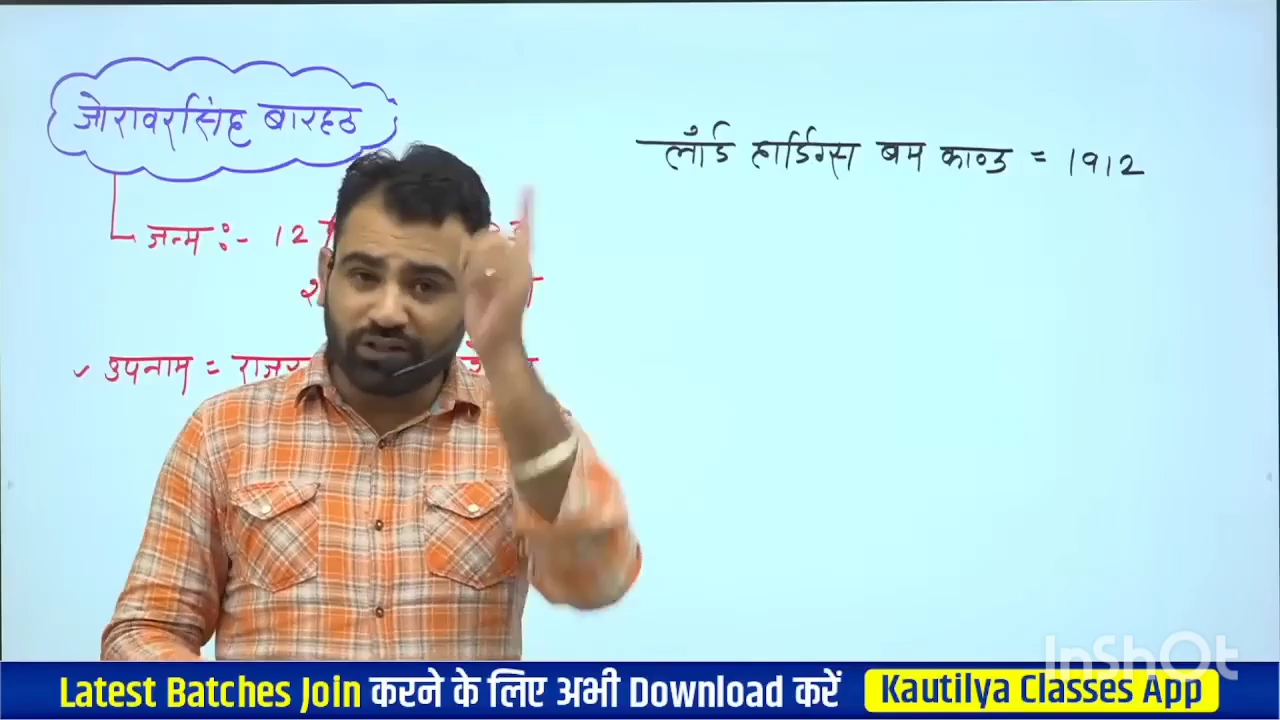 जोरावरसिंह बारहठ
लॉर्ड हार्डिंग्स बम काण्ड = 1912
जन्म :- 12
✓ उपनाम =
Latest Batches Join करने के लिए अभी Download करें
Kautilya Classes App
InShOt